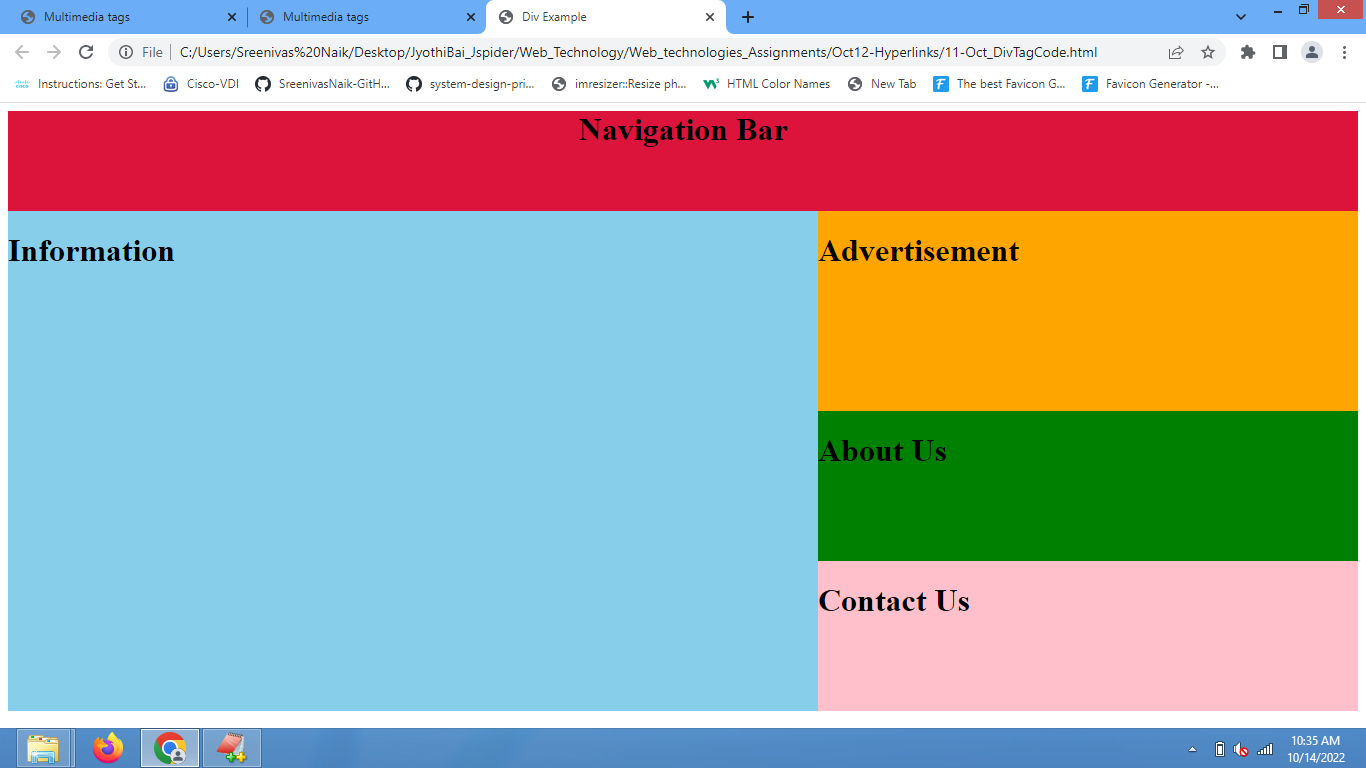 Multimedia tags
Multimedia tags
Div Example
File
C:/Users/Sreenivas%20Naik/Desktop/JyothiBai_Jspider/Web_Technology/Web_technologies_Assignments/Oct12-Hyperlinks/11-Oct_DivTagCode.html
Instructions: Get St...
Cisco-VDI
SreenivasNaik-GitH...
system-design-pri...
imresizer::Resize ph...
HTML Color Names
New Tab
The best Favicon G...
Favicon Generator -...
Navigation Bar
Information
Advertisement
About Us
Contact Us
10:35 AM
10/14/2022